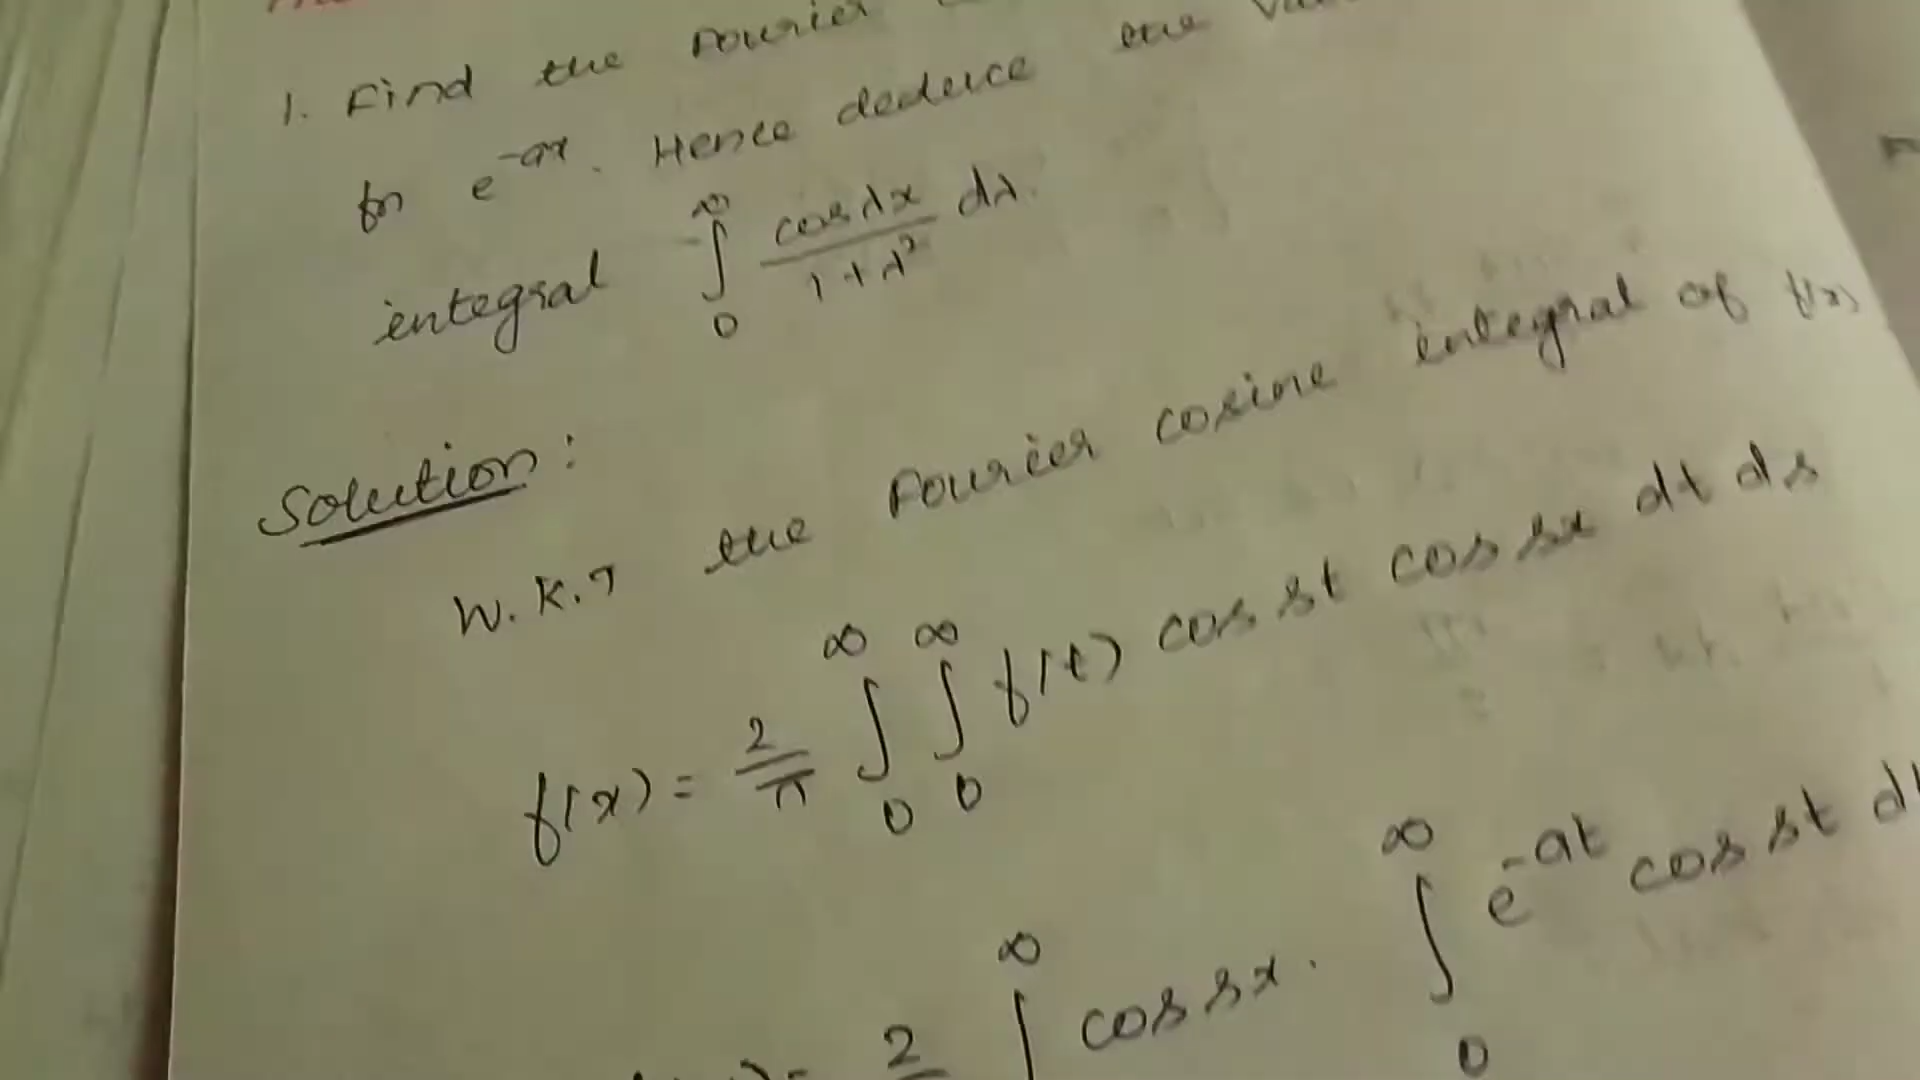 1. Find the Fourier
for e^{-ax}. Hence deduce the
integral ∫_0^∞ cos λx / (1+λ²) dλ.
Solution:
W.K.T the Fourier cosine integral of f(x)
f(x) = 2/π ∫_0^∞ ∫_0^∞ f(t) cos st cos sx dt ds
= 2 ∫^∞ cos sx. ∫_0^∞ e^{-at} cos st dt